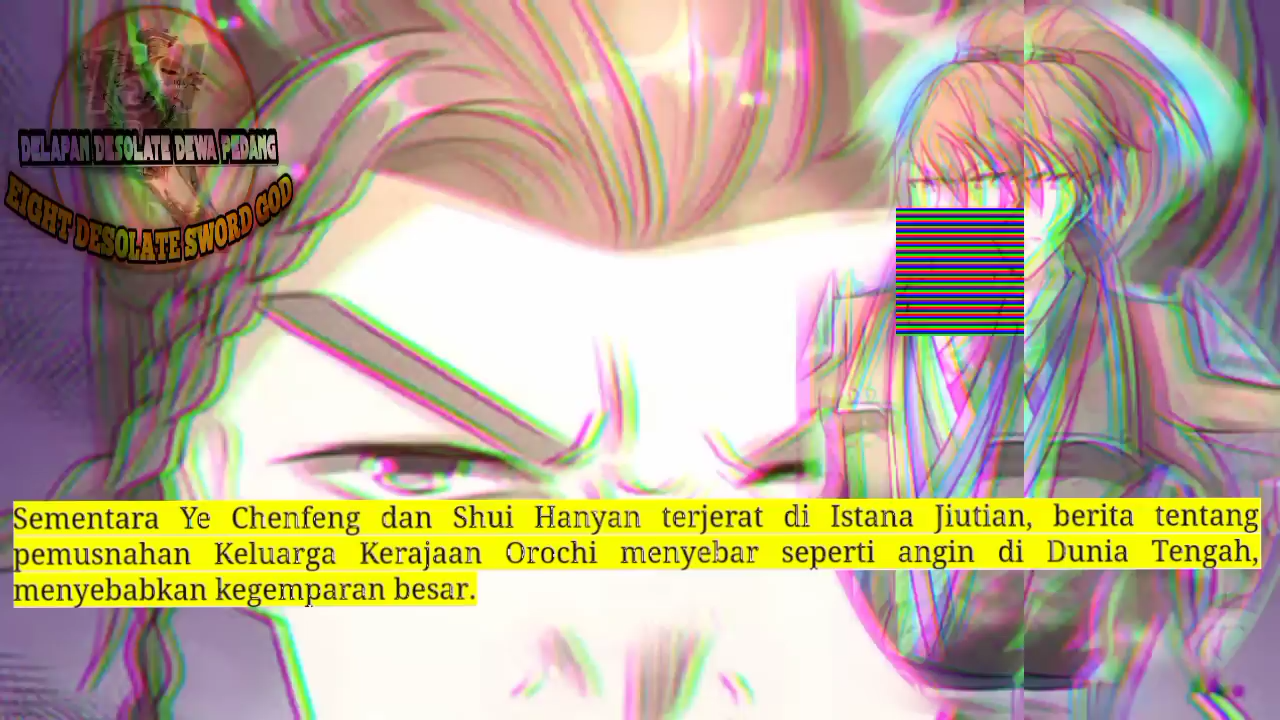 DELAPAN DESOLATE DEWA PEDANG
EIGHT DESOLATE SWORD GOD
Sementara Ye Chenfeng dan Shui Hanyan terjerat di Istana Jiutian, berita tentang
pemusnahan Keluarga Kerajaan Orochi menyebar seperti angin di Dunia Tengah,
menyebabkan kegemparan besar.